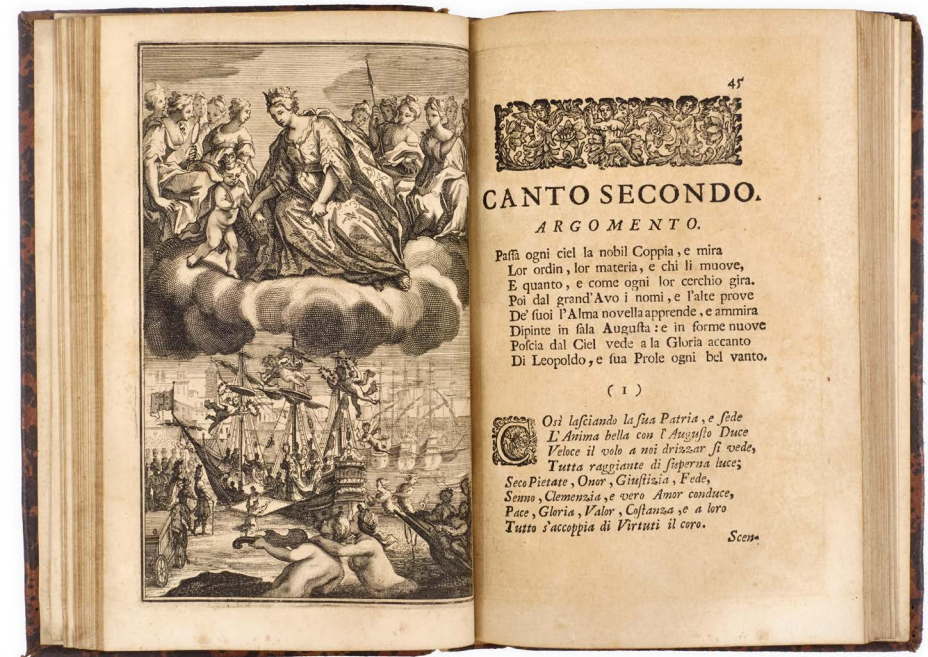 45
CANTO SECONDO.
ARGOMENTO.
Paſſa ogni ciel la nobil Coppia, e mira
Lor ordin, lor materia, e chi li muove,
E quanto, e come ogni lor cerchio gira.
Poi dal grand'Avo i nomi, e l'alte prove
De' ſuoi l'Alma novella apprende, e ammira
Dipinte in ſala Auguſta: e in forme nuove
Poſcia dal Ciel vede a la Gloria accanto
Di Leopoldo, e ſua Prole ogni bel vanto.
( 1 )
Così laſciando la ſua Patria, e ſede
L'Anima bella con l'Auguſto Duce
Veloce il volo a noi drizzar ſi vede,
Tutta raggiante di ſuperna luce;
Seco Pietate, Onor, Giuſtizia, Fede,
Senno, Clemenzia, e vero Amor conduce,
Pace, Gloria, Valor, Coſtanza, e a loro
Tutto s'accoppia di Virtuti il coro.
Scen-